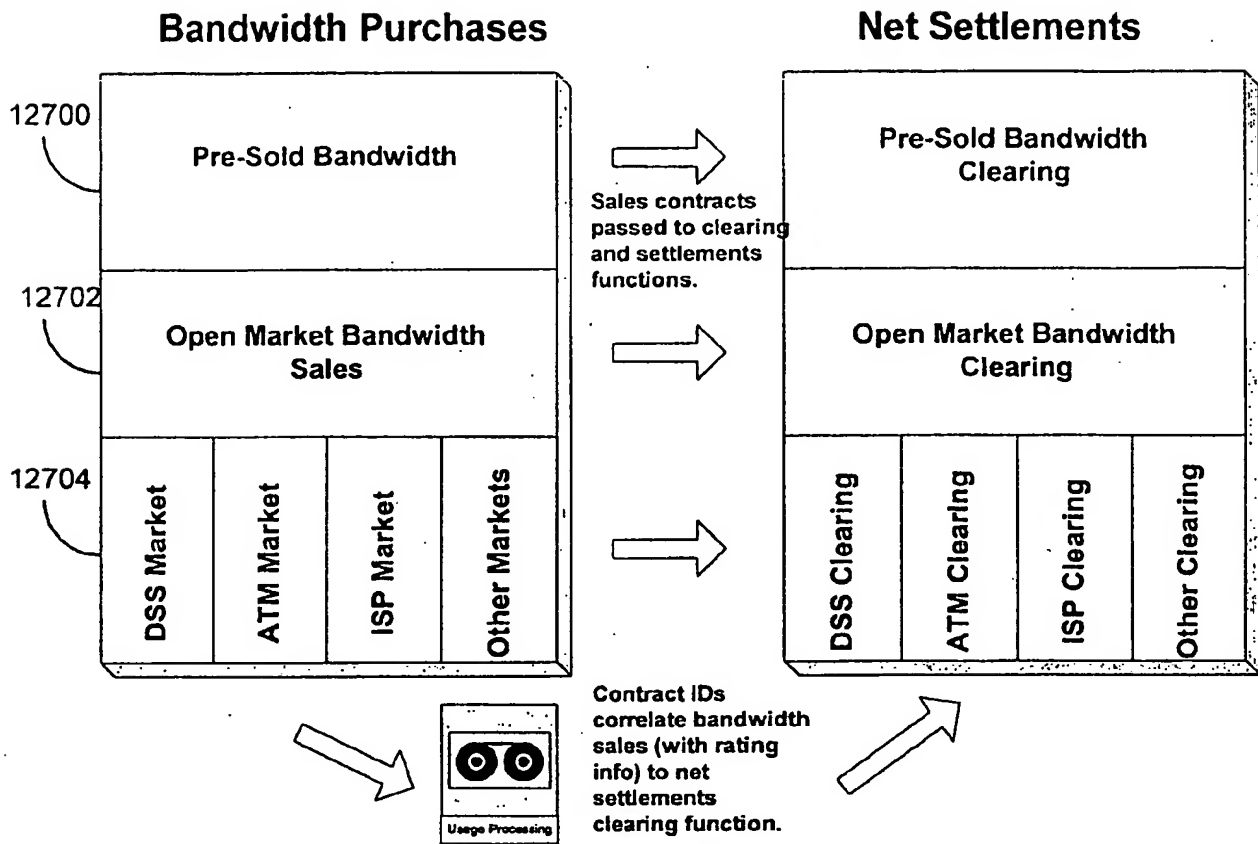 Bandwidth Purchases
Net Settlements
12700
Pre-Sold Bandwidth
Pre-Sold Bandwidth
Clearing
Sales contracts
passed to clearing
and settlements
functions.
12702
Open Market Bandwidth
Sales
Open Market Bandwidth
Clearing
12704
DSS Market
ATM Market
ISP Market
Other Markets
DSS Clearing
ATM Clearing
ISP Clearing
Other Clearing
Contract IDs
correlate bandwidth
sales (with rating
info) to net
settlements
clearing function.
Usage Processing